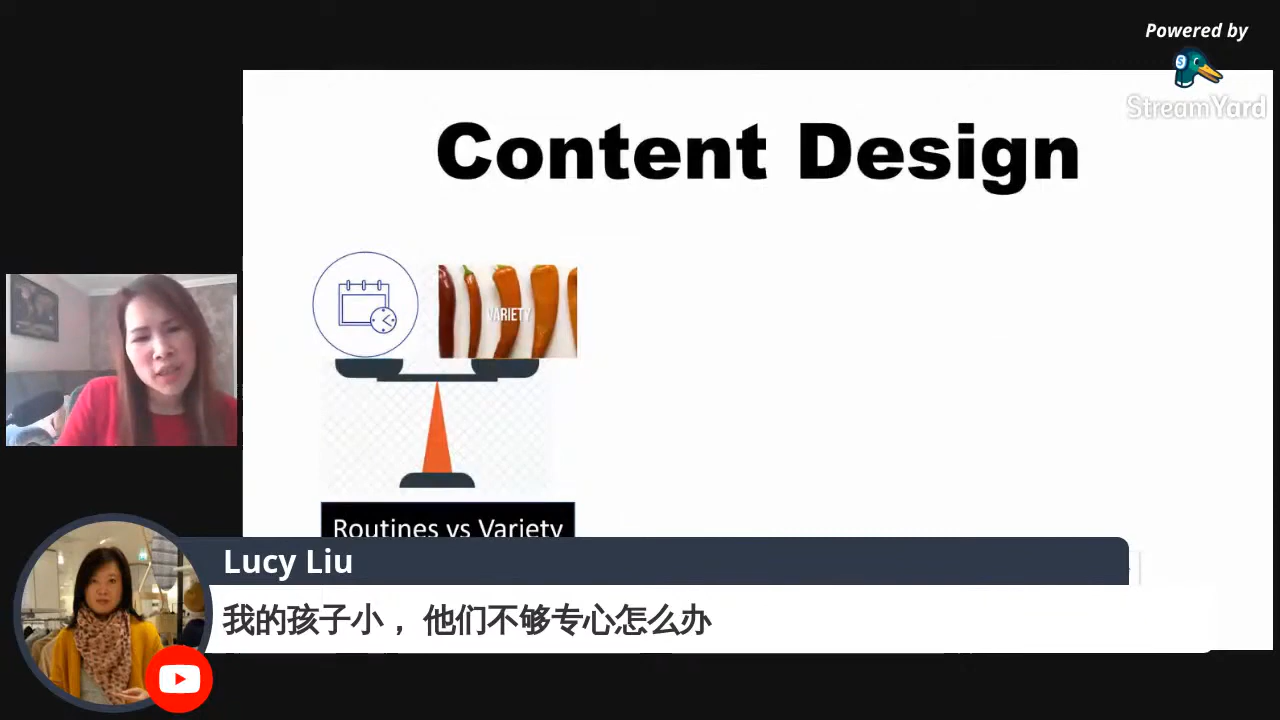 Powered by
StreamYard
Content Design
VARIETY
Routines vs Variety
Lucy Liu
我的孩子小， 他们不够专心怎么办